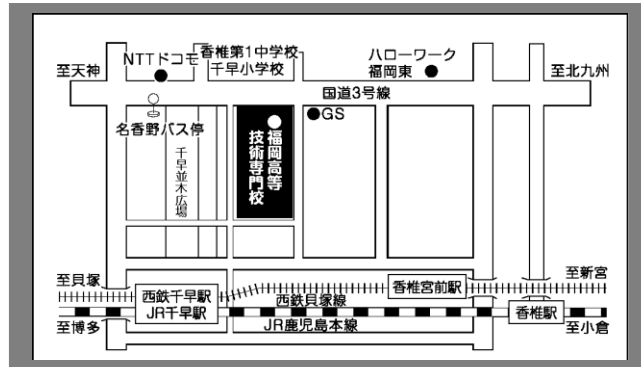 NTTドコモ
香椎第1中学校
千早小学校
ハローワーク
福岡東
至天神
至北九州
国道3号線
名香野バス停
GS
千早並木広場
福岡高等
技術専門校
至貝塚
至新宮
西鉄千早駅
JR千早駅
香椎宮前駅
西鉄貝塚線
香椎駅
至博多
JR鹿児島本線
至小倉